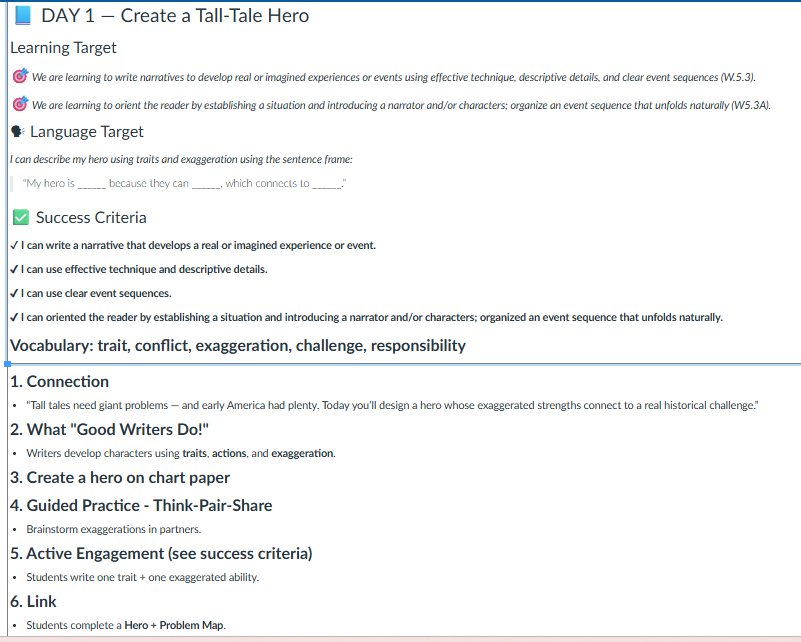 DAY 1 — Create a Tall-Tale Hero
Learning Target
We are learning to write narratives to develop real or imagined experiences or events using effective technique, descriptive details, and clear event sequences (W.5.3).
We are learning to orient the reader by establishing a situation and introducing a narrator and/or characters; organize an event sequence that unfolds naturally (W5.3A).
Language Target
I can describe my hero using traits and exaggeration using the sentence frame:
"My hero is ______ because they can ______, which connects to ______."
Success Criteria
✓ I can write a narrative that develops a real or imagined experience or event.
✓ I can use effective technique and descriptive details.
✓ I can use clear event sequences.
✓ I can oriented the reader by establishing a situation and introducing a narrator and/or characters; organized an event sequence that unfolds naturally.
Vocabulary: trait, conflict, exaggeration, challenge, responsibility
1. Connection
• "Tall tales need giant problems — and early America had plenty. Today you'll design a hero whose exaggerated strengths connect to a real historical challenge."
2. What "Good Writers Do!"
• Writers develop characters using traits, actions, and exaggeration.
3. Create a hero on chart paper
4. Guided Practice - Think-Pair-Share
• Brainstorm exaggerations in partners.
5. Active Engagement (see success criteria)
• Students write one trait + one exaggerated ability.
6. Link
• Students complete a Hero + Problem Map.